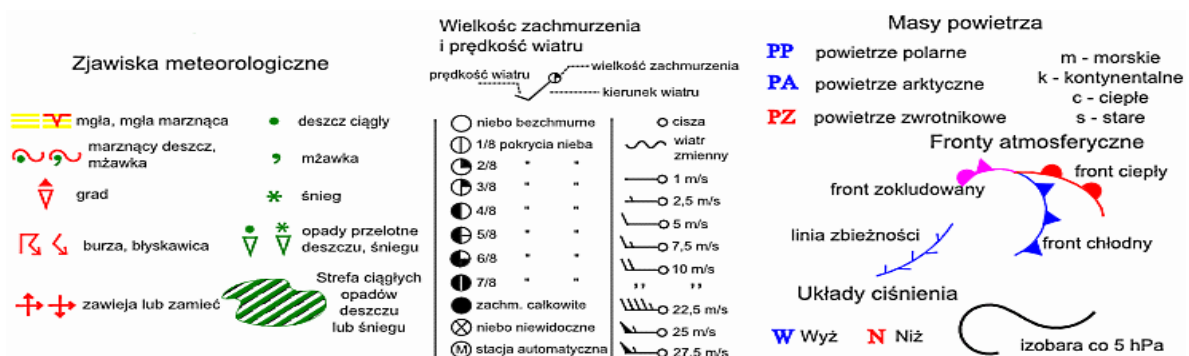 Zjawiska meteorologiczne
mgła, mgła marznąca
marznący deszcz,
mżawka
grad
burza, błyskawica
zawieja lub zamieć
deszcz ciągly
mżawka
śnieg
opady przelotne
deszczu, śniegu
Strefa ciągłych
opadów
deszczu
lub śniegu
Wielkośc zachmurzenia
i prędkość wiatru
prędkość wiatru
wielkość zachmurzenia
kierunek wiatru
niebo bezchmurne
1/8 pokrycia nieba
2/8 " "
3/8 " "
4/8 " "
5/8 " "
6/8 " "
7/8 " "
zachm. calkowite
niebo niewidoczne
M stacja automatyczna
cisza
wiatr
zmienny
1 m/s
2,5 m/s
5 m/s
7,5 m/s
10 m/s
,, ,,
22,5 m/s
25 m/s
27,5 m/s
Masy powietrza
PP powietrze polarne
PA powietrze arktyczne
PZ powietrze zwrotnikowe
m - morskie
k - kontynentalne
c - ciepłe
s - stare
Fronty atmosferyczne
front zokludowany
front ciepły
linia zbieżności
front chłodny
Układy ciśnienia
W Wyż N Niż
izobara co 5 hPa